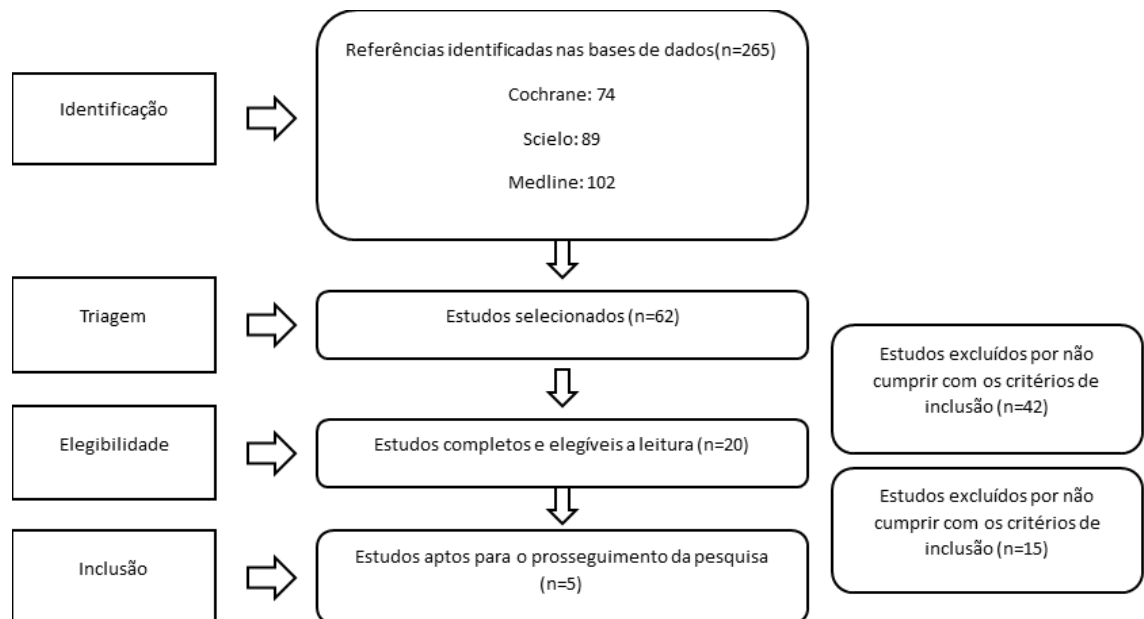 Identificação
Referências identificadas nas bases de dados(n=265)
Cochrane: 74
Scielo: 89
Medline: 102
Triagem
Estudos selecionados (n=62)
Estudos excluídos por não
cumprir com os critérios de
inclusão (n=42)
Elegibilidade
Estudos completos e elegíveis a leitura (n=20)
Estudos excluídos por não
cumprir com os critérios de
inclusão (n=15)
Inclusão
Estudos aptos para o prosseguimento da pesquisa
(n=5)